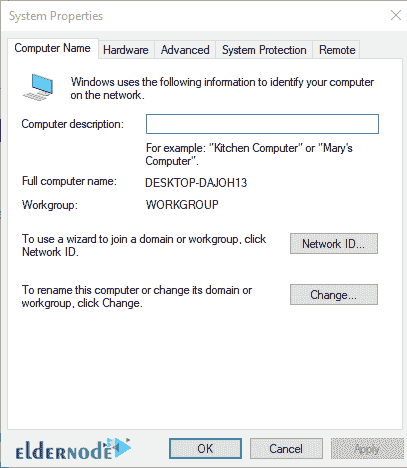 System Properties
Computer Name
Hardware
Advanced
System Protection
Remote
Windows uses the following information to identify your computer
on the network.
Computer description:
For example: "Kitchen Computer" or "Mary's
Computer".
Full computer name:
DESKTOP-DAJOH13
Workgroup:
WORKGROUP
To use a wizard to join a domain or workgroup, click
Network ID.
Network ID...
To rename this computer or change its domain or
workgroup, click Change.
Change...
eldernode
OK
Cancel
Apply